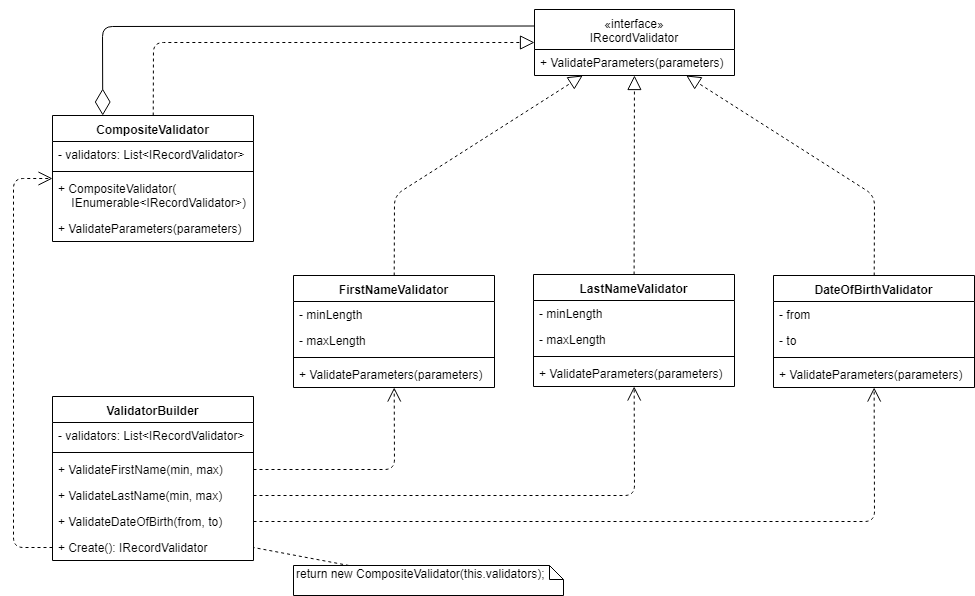 «interface»
IRecordValidator
+ ValidateParameters(parameters)
CompositeValidator
- validators: List<IRecordValidator>
+ CompositeValidator(
IEnumerable<IRecordValidator>)
+ ValidateParameters(parameters)
FirstNameValidator
- minLength
- maxLength
+ ValidateParameters(parameters)
LastNameValidator
- minLength
- maxLength
+ ValidateParameters(parameters)
DateOfBirthValidator
- from
- to
+ ValidateParameters(parameters)
ValidatorBuilder
- validators: List<IRecordValidator>
+ ValidateFirstName(min, max)
+ ValidateLastName(min, max)
+ ValidateDateOfBirth(from, to)
+ Create(): IRecordValidator
return new CompositeValidator(this.validators);